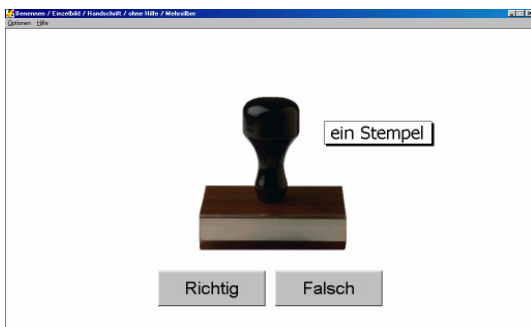 Benennen / Einzelbild / Handschrift / ohne Hilfe / Mehrsilber
Optionen Hilfe
ein Stempel
Richtig Falsch